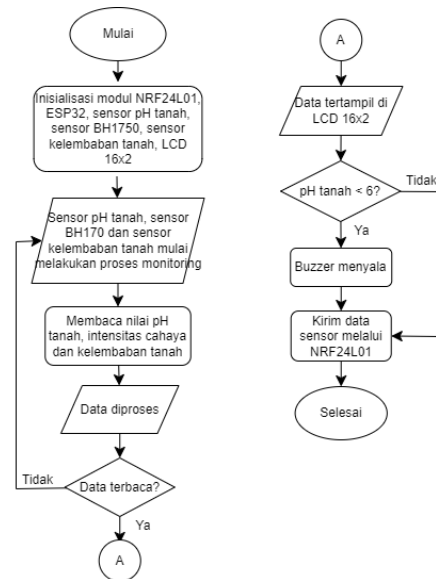 Mulai
Inisialisasi modul NRF24L01,
ESP32, sensor pH tanah,
sensor BH1750, sensor
kelembaban tanah, LCD
16x2
Sensor pH tanah, sensor
BH170 dan sensor
kelembaban tanah mulai
melakukan proses monitoring
Membaca nilai pH
tanah, intensitas cahaya
dan kelembaban tanah
Data diproses
Data terbaca?
Tidak
Ya
A
A
Data tertampil di
LCD 16x2
pH tanah < 6?
Tidak
Ya
Buzzer menyala
Kirim data
sensor melalui
NRF24L01
Selesai